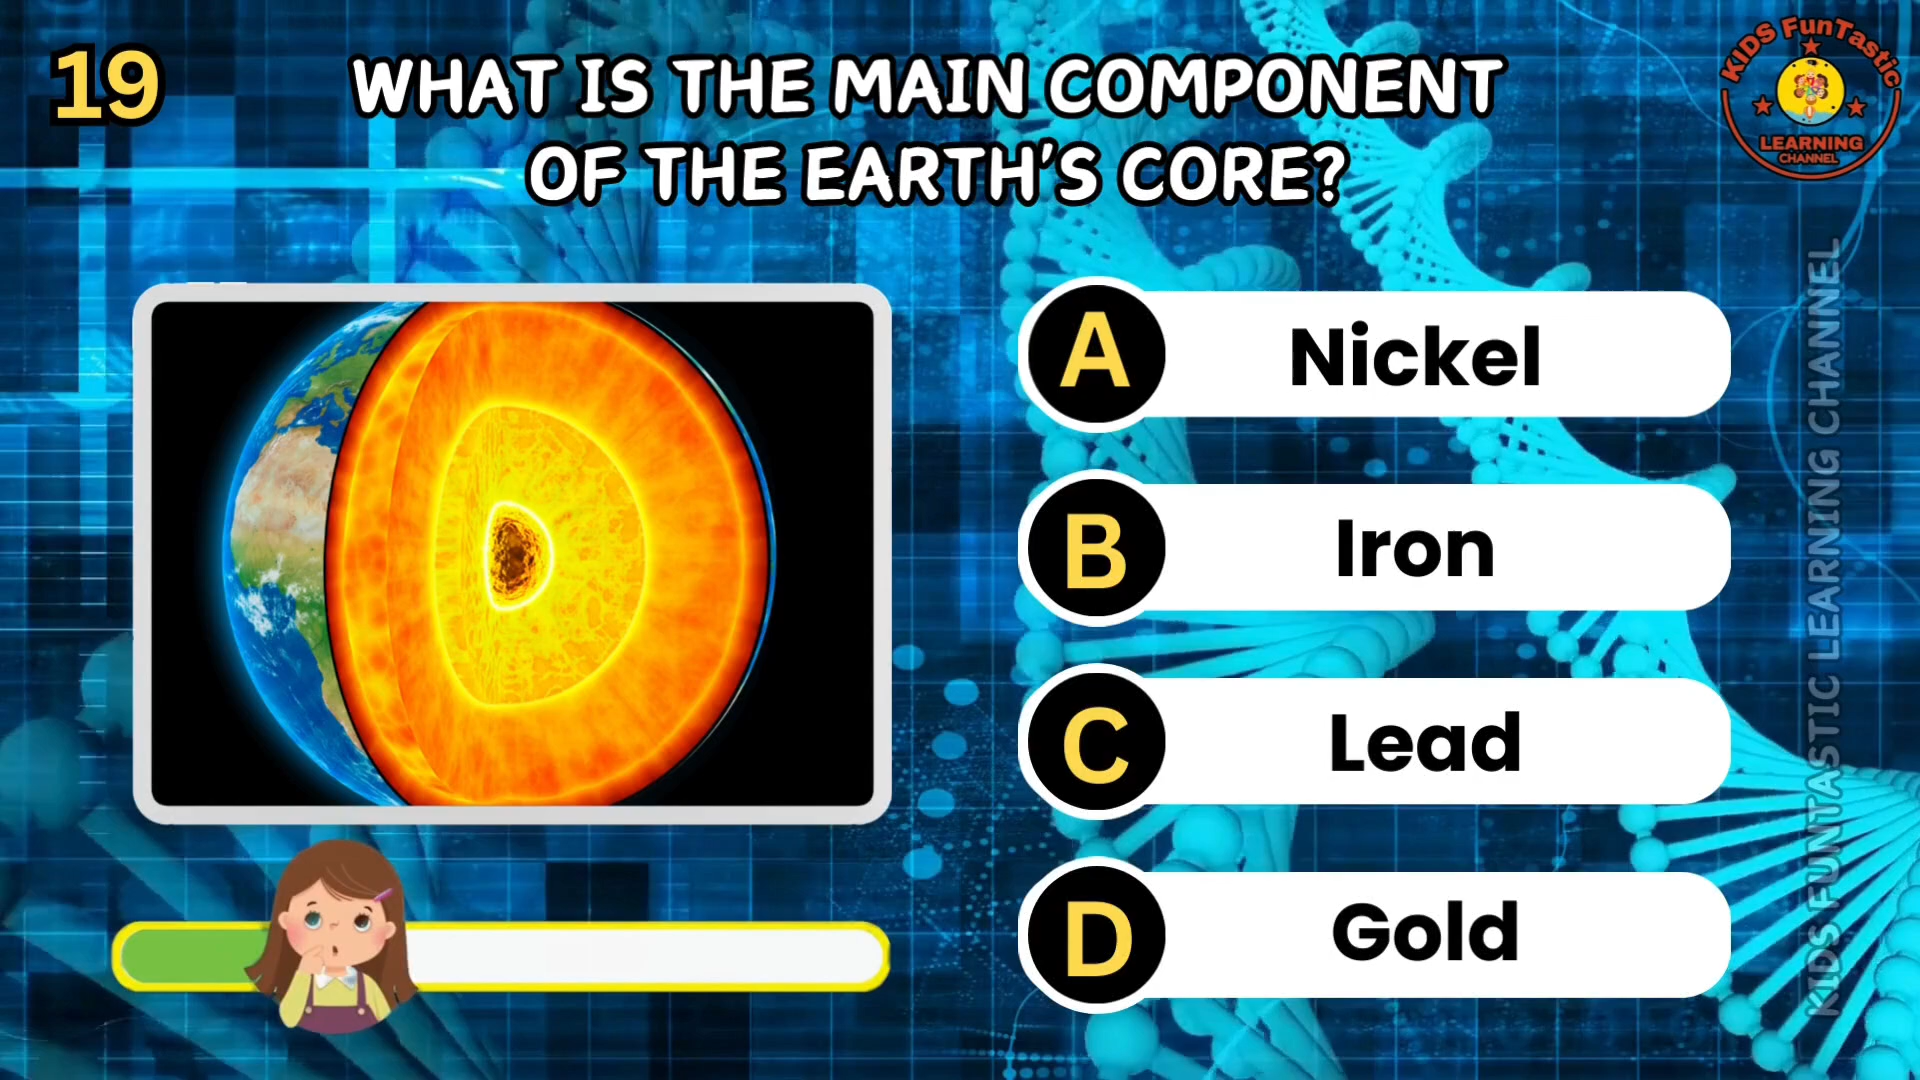 19
WHAT IS THE MAIN COMPONENT
OF THE EARTH'S CORE?
KIDS FunTastic
LEARNING
CHANNEL
A Nickel
B Iron
C Lead
D Gold
KIDS FUNTASTIC LEARNING CHANNEL